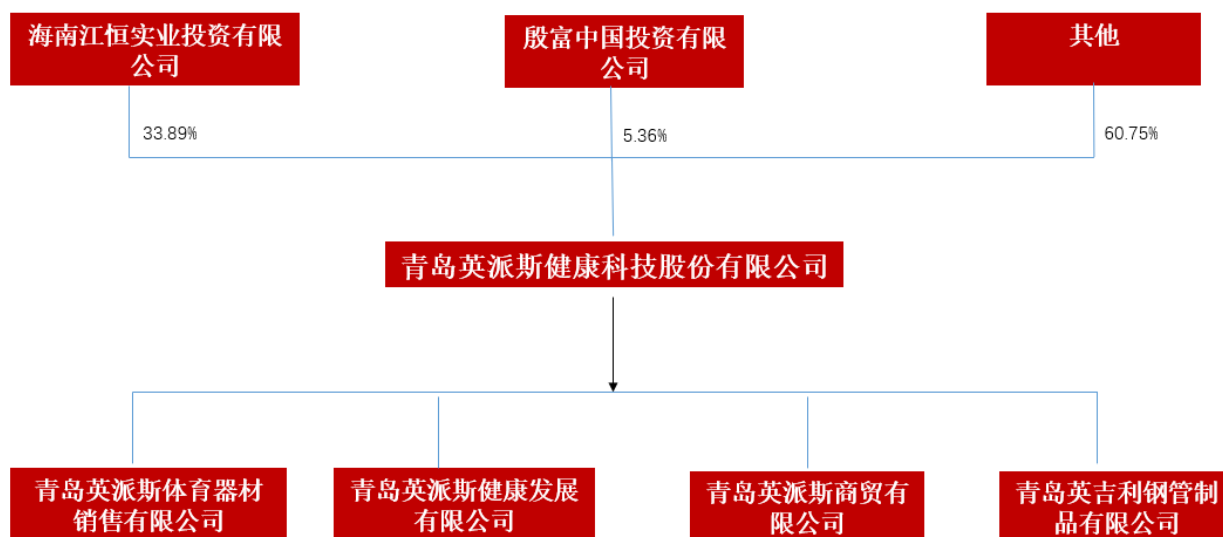 海南江恒实业投资有限
公司
殷富中国投资有限
公司
其他
33.89%
5.36%
60.75%
青岛英派斯健康科技股份有限公司
青岛英派斯体育器材
销售有限公司
青岛英派斯健康发展
有限公司
青岛英派斯商贸有
限公司
青岛英吉利钢管制
品有限公司